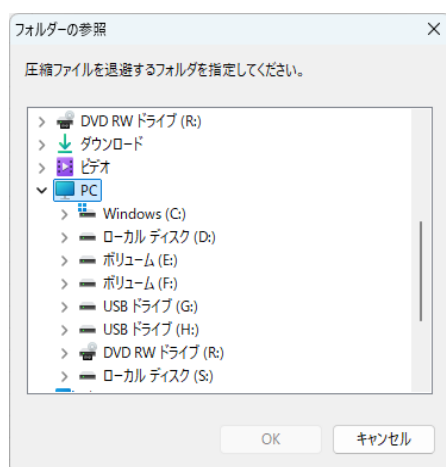 フォルダーの参照
圧縮ファイルを退避するフォルダを指定してください。
DVD RW ドライブ (R:)
ダウンロード
ビデオ
PC
Windows (C:)
ローカル ディスク (D:)
ボリューム (E:)
ボリューム (F:)
USB ドライブ (G:)
USB ドライブ (H:)
DVD RW ドライブ (R:)
ローカル ディスク (S:)
OK
キャンセル